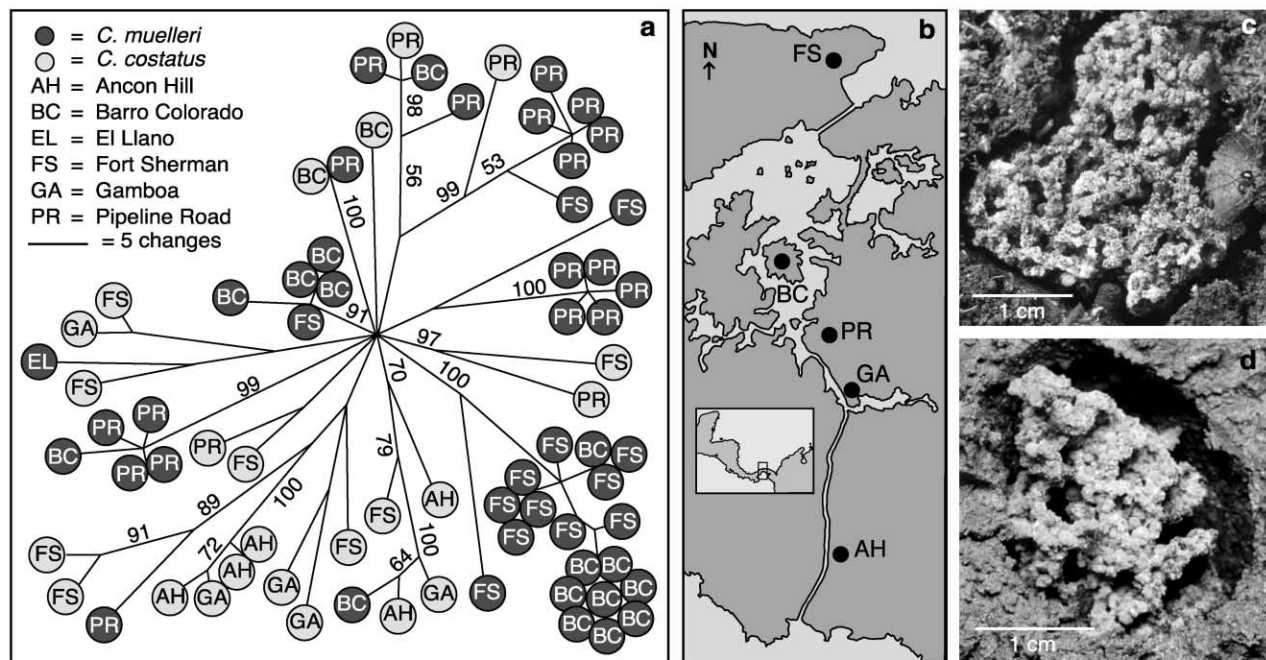 a
= C. muelleri
= C. costatus
AH = Ancon Hill
BC = Barro Colorado
EL = El Llano
FS = Fort Sherman
GA = Gamboa
PR = Pipeline Road
= 5 changes
PR
PR
BC
PR
98
56
PR
PR
PR
PR
PR
PR
53
99
FS
BC
BC
PR
100
FS
PR
PR
PR
PR
PR
100
BC
BC
BC
BC
BC
FS
91
FS
GA
EL
FS
97
FS
PR
99
PR
PR
BC
PR
PR
PR
FS
70
100
89
91
FS
FS
PR
100
72
AH
GA
AH
AH
GA
GA
FS
79
FS
AH
100
64
BC
AH
GA
FS
FS
BC
FS
FS
FS
FS
FS
FS
FS
FS
BC
BC
BC
BC
BC
BC
BC
BC
b
N
FS
BC
PR
GA
AH
c
1 cm
d
1 cm